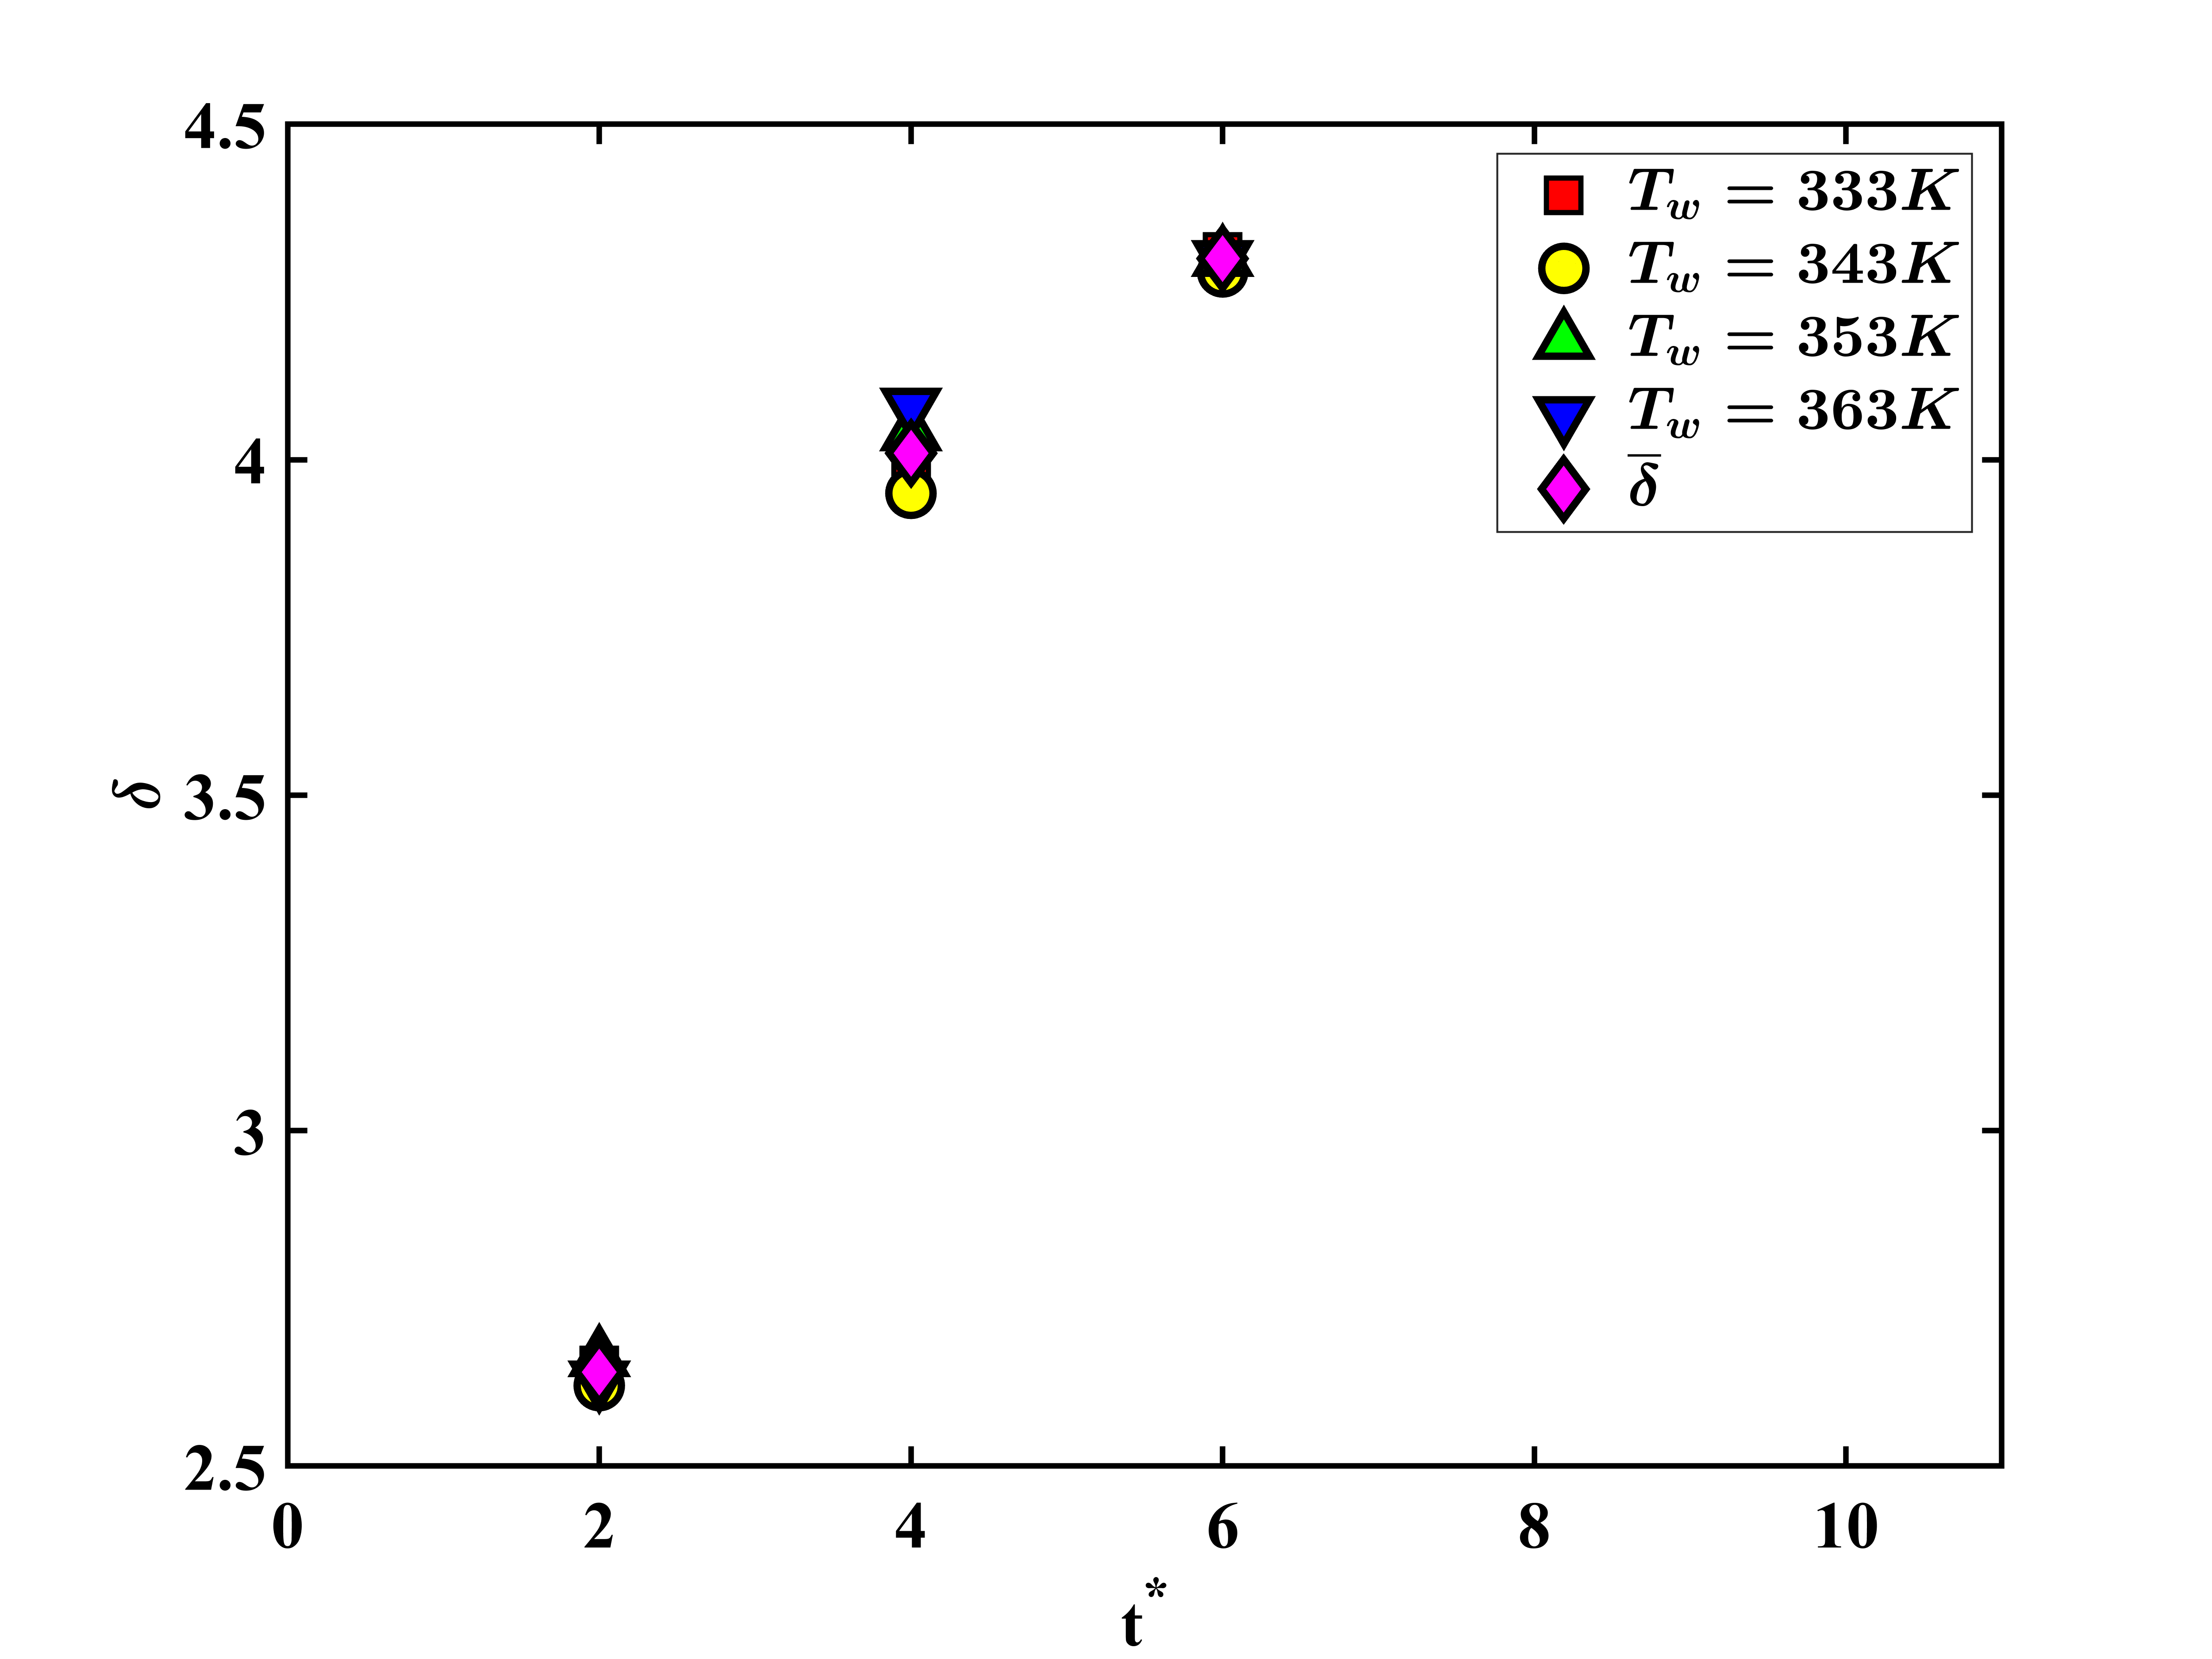 4.5
4
3.5
3
2.5
δ
0 2 4 6 8 10
t*
T_w = 333K
T_w = 343K
T_w = 353K
T_w = 363K
δ̅